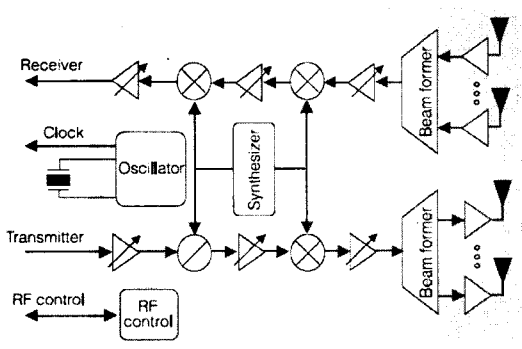 Receiver
Beam former
Clock
Oscillator
Synthesizer
Transmitter
Beam former
RF control
RF
control